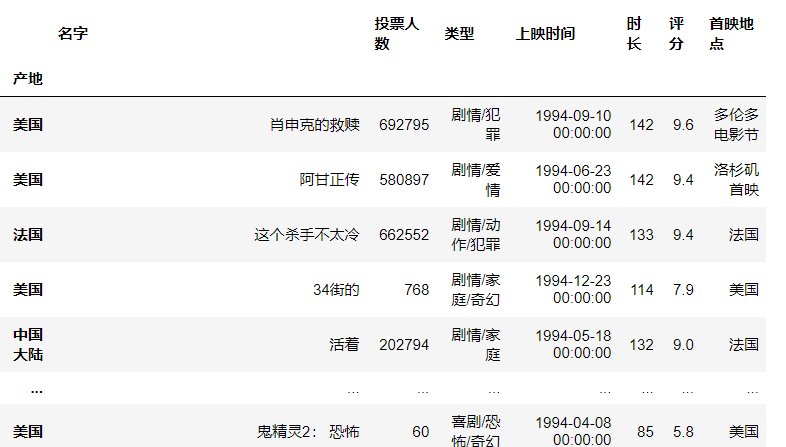 名字 投票人数 类型 上映时间 时长 评分 首映地点
产地
美国 肖申克的救赎 692795 剧情/犯罪 1994-09-10 00:00:00 142 9.6 多伦多电影节
美国 阿甘正传 580897 剧情/爱情 1994-06-23 00:00:00 142 9.4 洛杉矶首映
法国 这个杀手不太冷 662552 剧情/动作/犯罪 1994-09-14 00:00:00 133 9.4 法国
美国 34街的 768 剧情/家庭/奇幻 1994-12-23 00:00:00 114 7.9 美国
中国大陆 活着 202794 剧情/家庭 1994-05-18 00:00:00 132 9.0 法国
... ... ... ... ... ... ... ...
美国 鬼精灵2： 恐怖 60 喜剧/恐怖/奇幻 1994-04-08 00:00:00 85 5.8 美国